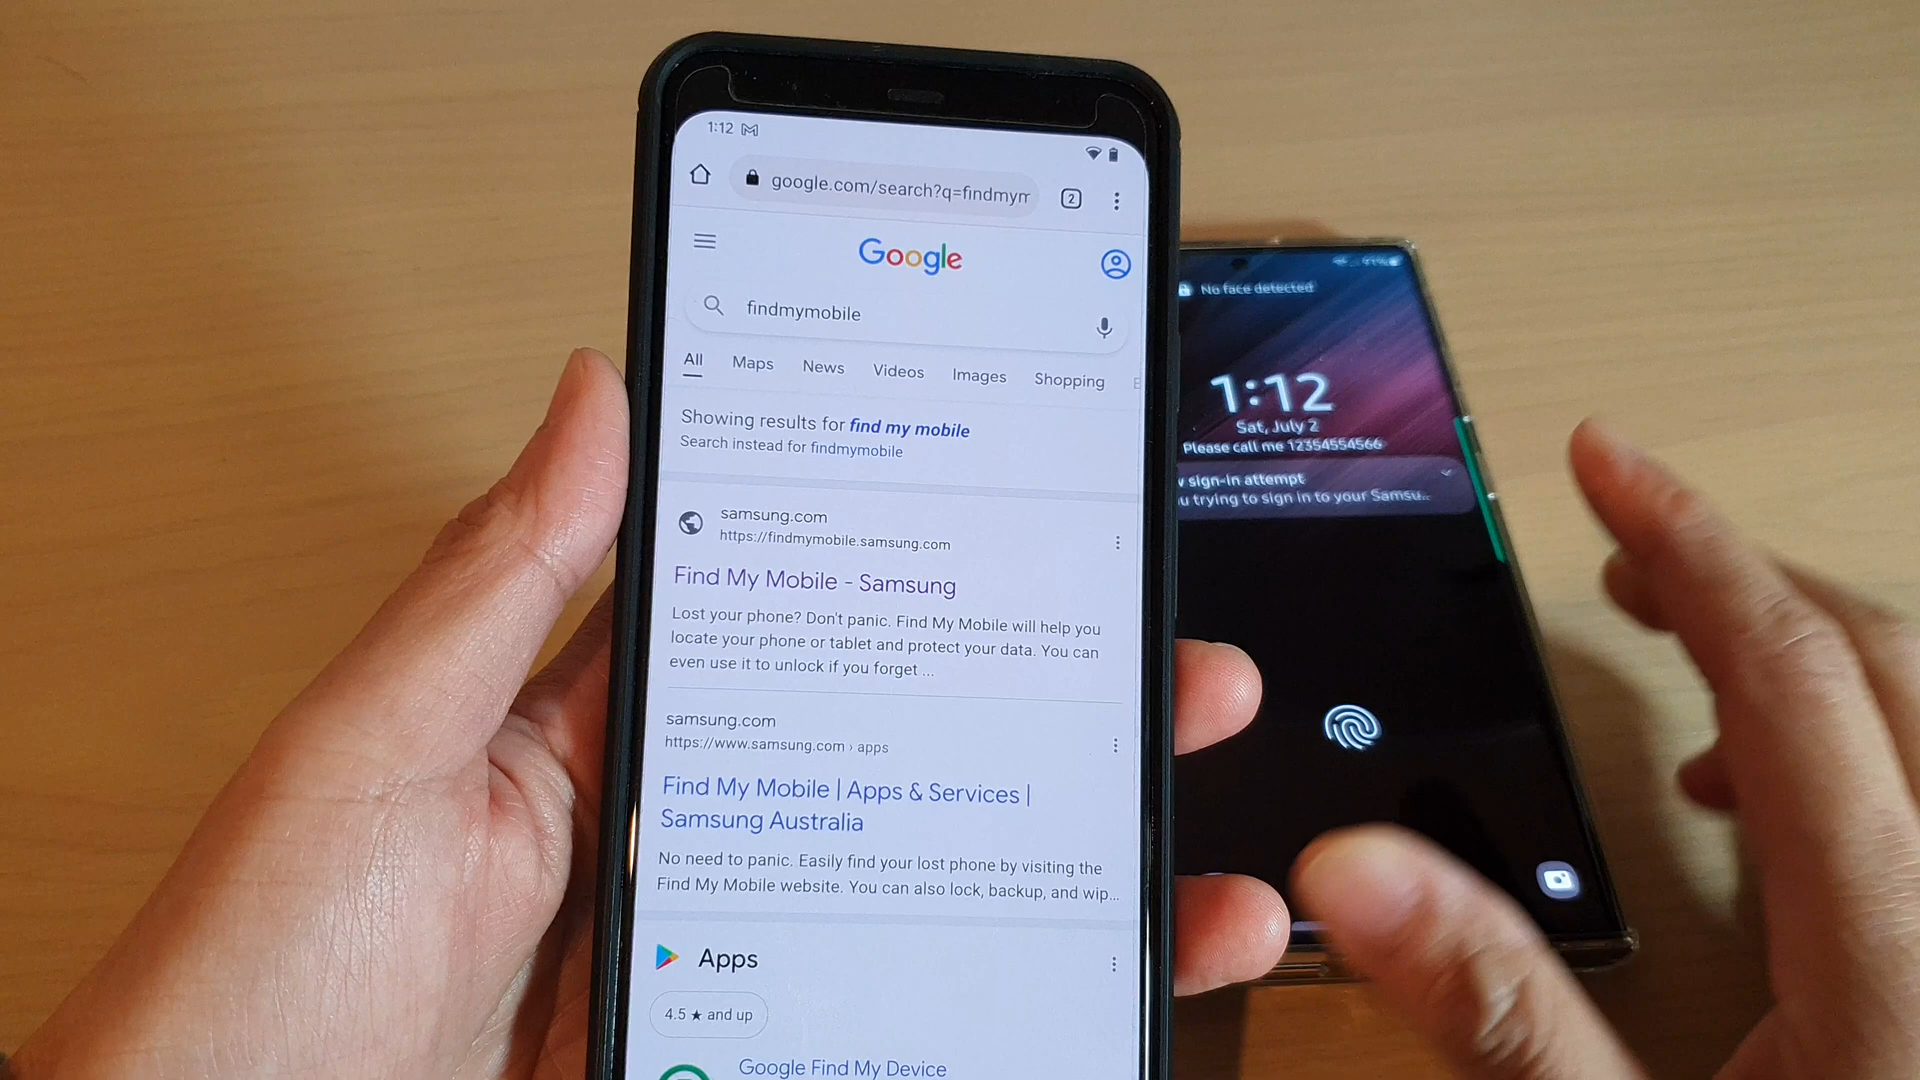 1:12
google.com/search?q=findmym
2
Google
findmymobile
All Maps News Videos Images Shopping
Showing results for find my mobile
Search instead for findmymobile
samsung.com
https://findmymobile.samsung.com
Find My Mobile - Samsung
Lost your phone? Don't panic. Find My Mobile will help you
locate your phone or tablet and protect your data. You can
even use it to unlock if you forget ...
samsung.com
https://www.samsung.com › apps
Find My Mobile | Apps & Services |
Samsung Australia
No need to panic. Easily find your lost phone by visiting the
Find My Mobile website. You can also lock, backup, and wip...
Apps
4.5 ★ and up
Google Find My Device
No face detected
1:12
Sat, July 2
Please call me 12354554566
sign-in attempt
u trying to sign in to your Samsu...